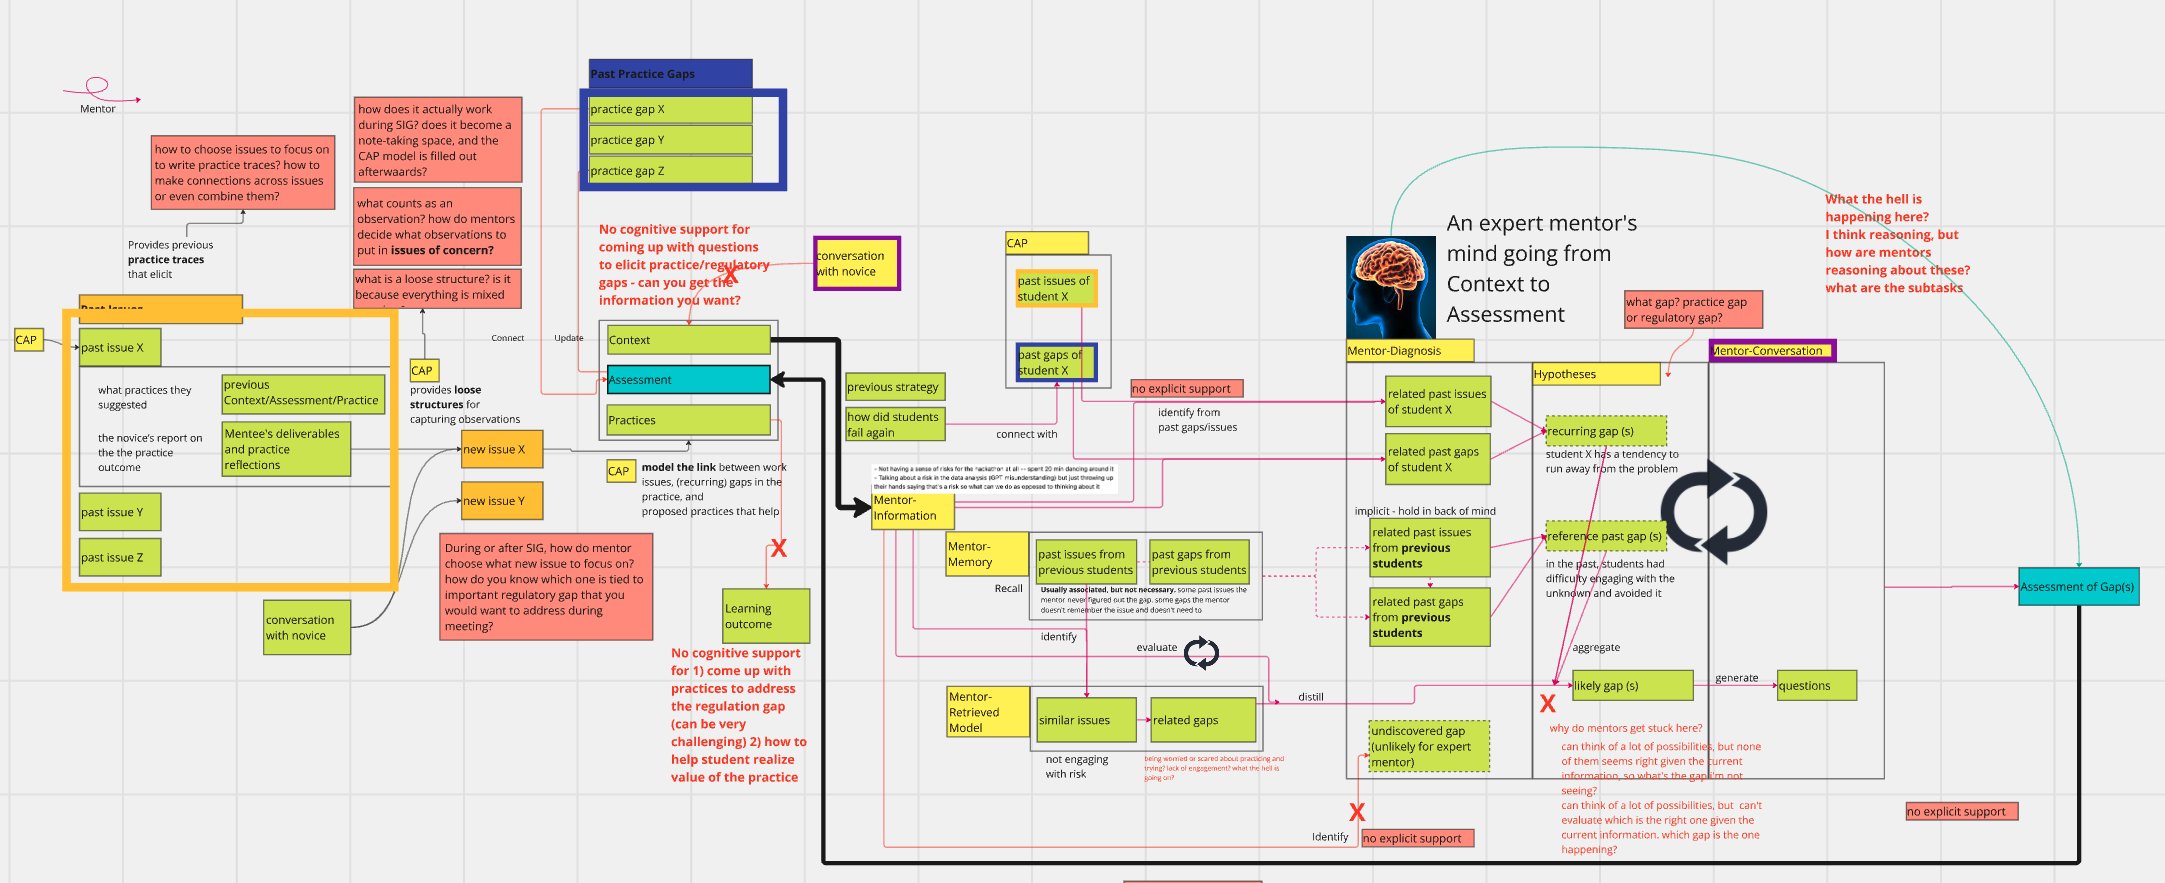 Mentor
how to choose issues to focus on
to write practice traces? how to
make connections across issues
or even combine them?
Provides previous
practice traces
that elicit
how does it actually work
during SIG? does it become a
note-taking space, and the
CAP model is filled out
afterwaards?
what counts as an
observation? how do mentors
decide what observations to
put in issues of concern?
what is a loose structure? is it
because everything is mixed
Past Issues
CAP
past issue X
what practices they
suggested
previous
Context/Assessment/Practice
the novice's report on
the the practice
outcome
Mentee's deliverables
and practice
reflections
past issue Y
past issue Z
conversation
with novice
CAP
provides loose
structures for
capturing observations
new issue X
new issue Y
During or after SIG, how do mentor
choose what new issue to focus on?
how do you know which one is tied to
important regulatory gap that you
would want to address during
meeting?
Past Practice Gaps
practice gap X
practice gap Y
practice gap Z
No cognitive support for
coming up with questions
to elicit practice/regulatory
gaps - can you get the
information you want?
X
conversation
with novice
Connect
Update
Context
Assessment
Practices
CAP
model the link between work
issues, (recurring) gaps in the
practice, and
proposed practices that help
X
Learning
outcome
No cognitive support
for 1) come up with
practices to address
the regulation gap
(can be very
challenging) 2) how to
help student realize
value of the practice
previous strategy
how did students
fail again
connect with
CAP
past issues of
student X
past gaps of
student X
no explicit support
identify from
past gaps/issues
- Not having a sense of risks for the hackathon at all -- spent 20 min dancing around it
- Talking about a risk in the data analysis (GPT misunderstanding) but just throwing up
their hands saying that's a risk so what can we do as opposed to thinking about it
Mentor-
Information
Mentor-
Memory
Recall
past issues from
previous students
past gaps from
previous students
Usually associated, but not necessary. some past issues the
mentor never figured out the gap. some gaps the mentor
doesn't remember the issue and doesn't need to
identify
evaluate
Mentor-
Retrieved
Model
similar issues
related gaps
distill
not engaging
with risk
being worried or scared about practicing and
trying? lack of engagement? what the hell is
going on?
An expert mentor's
mind going from
Context to
Assessment
What the hell is
happening here?
I think reasoning, but
how are mentors
reasoning about these?
what are the subtasks
what gap? practice gap
or regulatory gap?
Mentor-Diagnosis
Hypotheses
Mentor-Conversation
related past issues
of student X
related past gaps
of student X
implicit - hold in back of mind
related past issues
from previous
students
related past gaps
from previous
students
undiscovered gap
(unlikely for expert
mentor)
recurring gap (s)
student X has a tendency to
run away from the problem
reference past gap (s)
in the past, students had
difficulty engaging with the
unknown and avoided it
aggregate
likely gap (s)
generate
questions
X
why do mentors get stuck here?
can think of a lot of possibilities, but none
of them seems right given the current
information, so what's the gap i'm not
seeing?
can think of a lot of possibilities, but can't
evaluate which is the right one given the
current information. which gap is the one
happening?
X
Identify
no explicit support
Assessment of Gap(s)
no explicit support